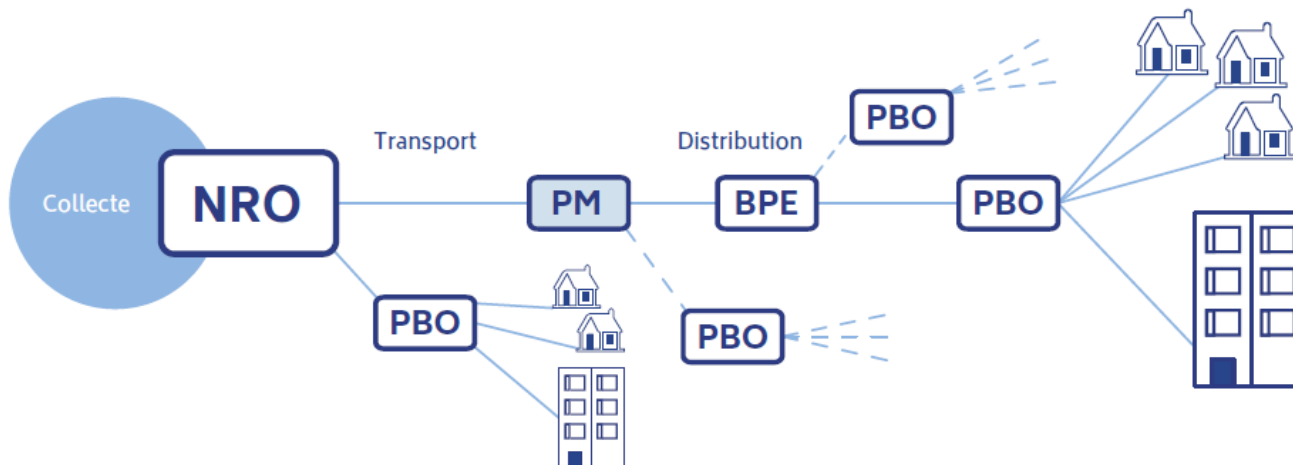 PBO
Transport
Distribution
Collecte
NRO
PM
BPE
PBO
PBO
PBO